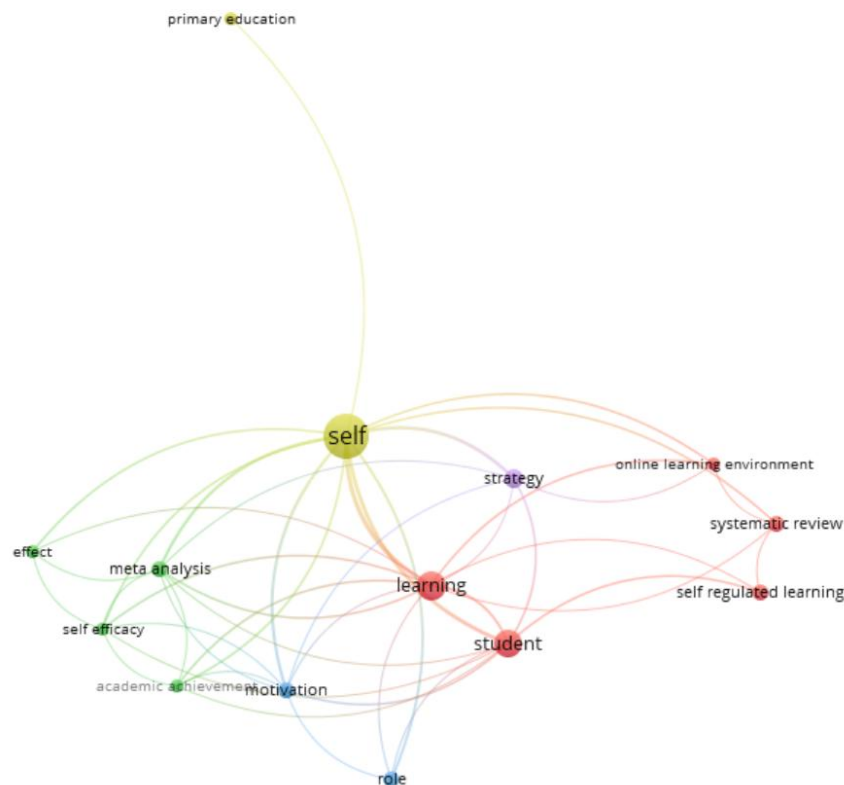 primary education
self
online learning environment
strategy
systematic review
effect
meta analysis
learning
self regulated learning
self efficacy
student
academic achievement
motivation
role